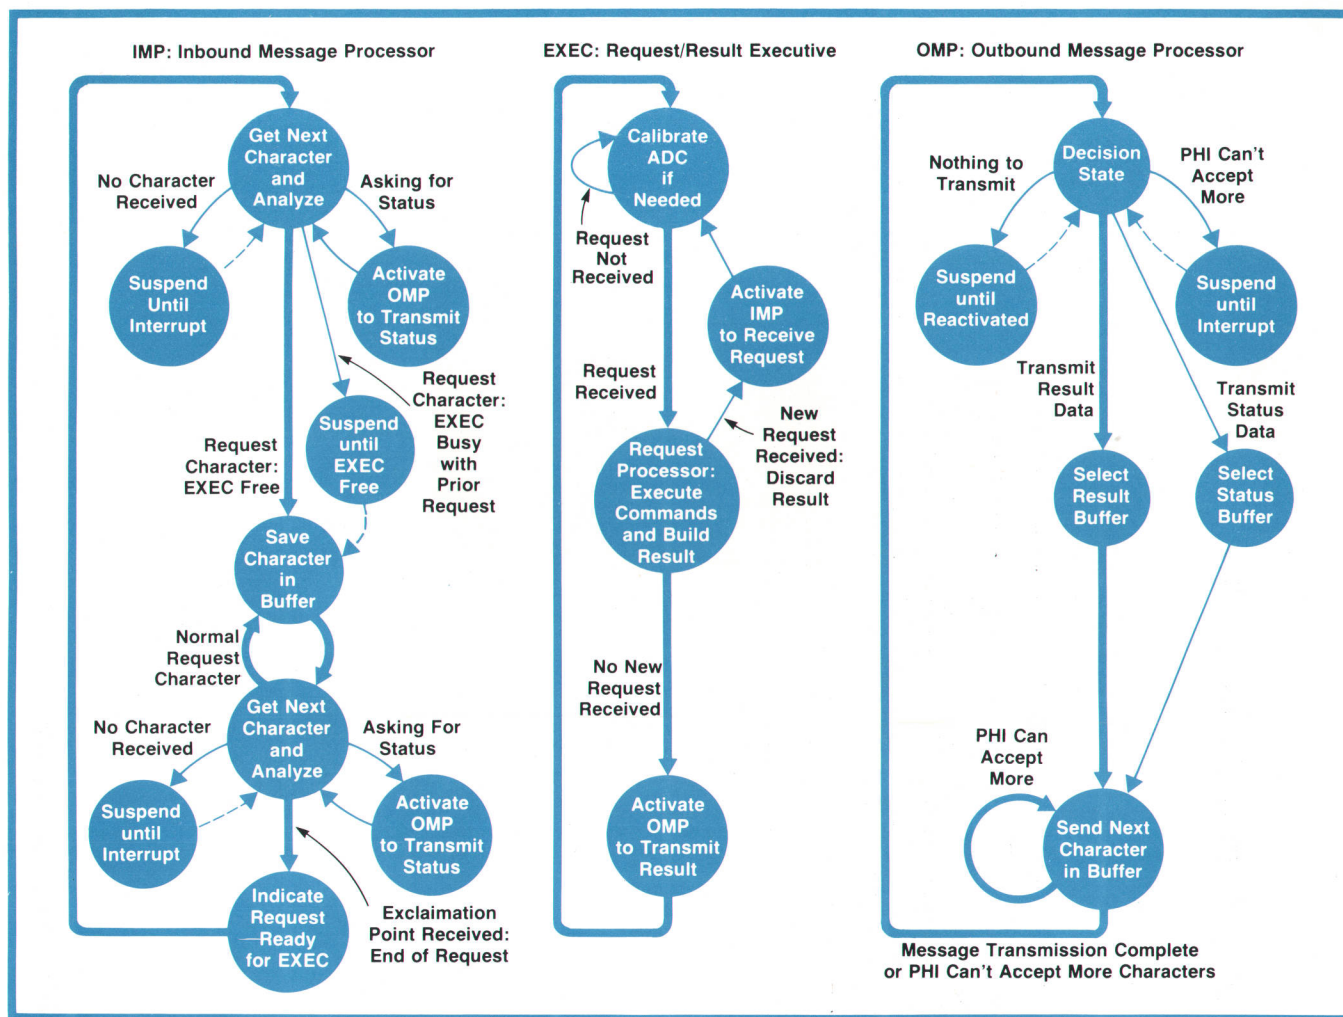 IMP: Inbound Message Processor
Get Next
Character
and
Analyze
No Character
Received
Asking for
Status
Suspend
Until
Interrupt
Activate
OMP
to Transmit
Status
Request
Character:
EXEC
Busy
with
Prior
Request
Suspend
until
EXEC
Free
Request
Character:
EXEC Free
Save
Character
in
Buffer
Normal
Request
Character
Get Next
Character
and
Analyze
No Character
Received
Asking For
Status
Suspend
until
Interrupt
Activate
OMP
to Transmit
Status
Indicate
Request
Ready
for EXEC
Exclaimation
Point Received:
End of Request
EXEC: Request/Result Executive
Calibrate
ADC
if
Needed
Request
Not
Received
Activate
IMP
to Receive
Request
Request
Received
New
Request
Received:
Discard
Result
Request
Processor:
Execute
Commands
and Build
Result
No New
Request
Received
Activate
OMP
to Transmit
Result
OMP: Outbound Message Processor
Decision
State
Nothing to
Transmit
PHI Can't
Accept
More
Suspend
until
Reactivated
Suspend
until
Interrupt
Transmit
Result
Data
Transmit
Status
Data
Select
Result
Buffer
Select
Status
Buffer
PHI Can
Accept
More
Send Next
Character
in Buffer
Message Transmission Complete
or PHI Can't Accept More Characters